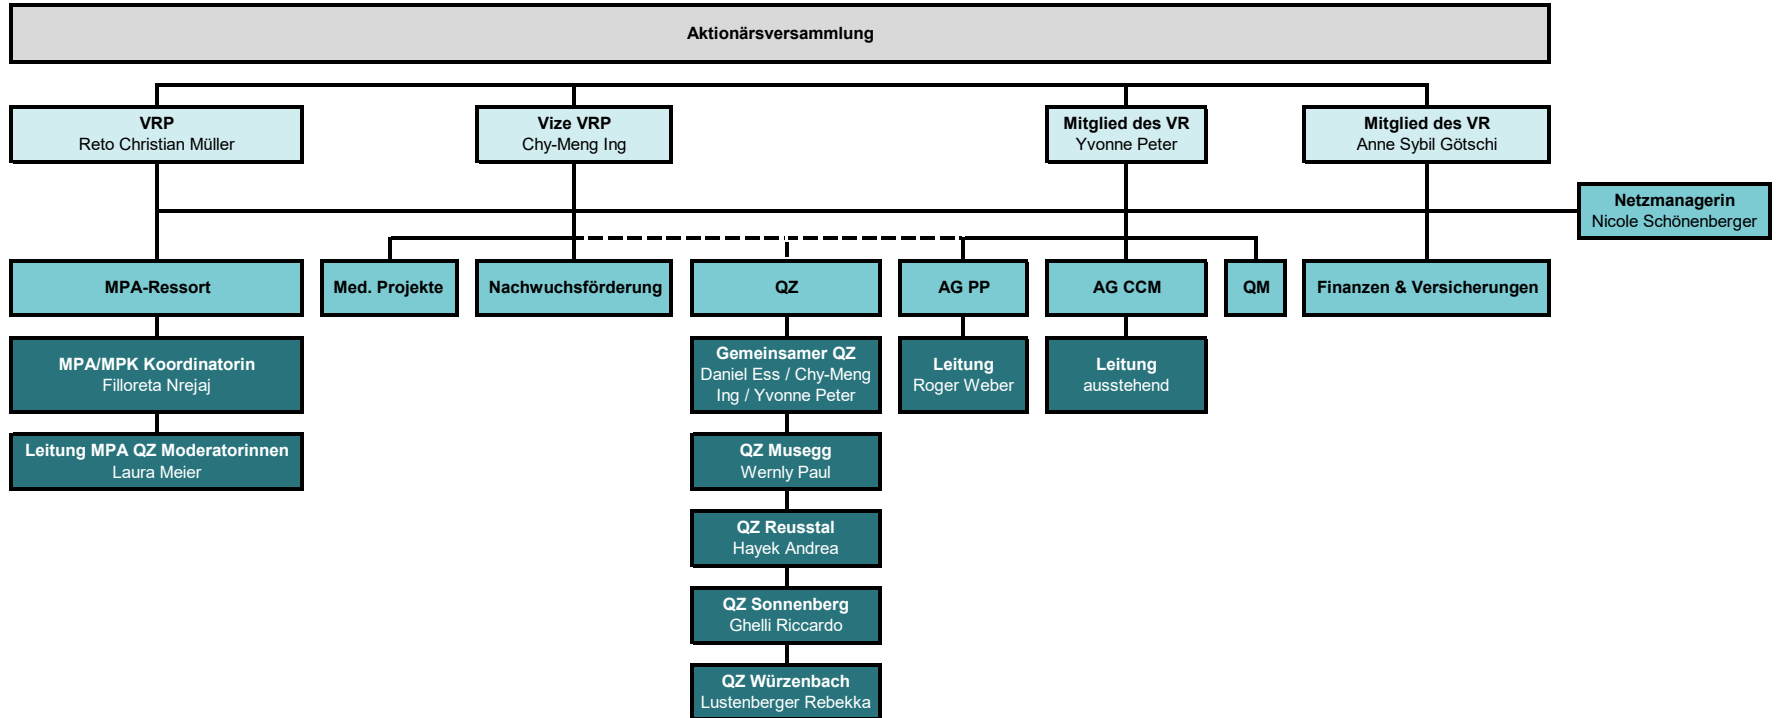 Aktionärsversammlung
VRP
Reto Christian Müller
Vize VRP
Chy-Meng Ing
Mitglied des VR
Yvonne Peter
Mitglied des VR
Anne Sybil Götschi
Netzmanagerin
Nicole Schönenberger
MPA-Ressort
Med. Projekte
Nachwuchsförderung
QZ
AG PP
AG CCM
QM
Finanzen & Versicherungen
MPA/MPK Koordinatorin
Filloreta Nrejaj
Gemeinsamer QZ
Daniel Ess / Chy-Meng
Ing / Yvonne Peter
Leitung
Roger Weber
Leitung
ausstehend
Leitung MPA QZ Moderatorinnen
Laura Meier
QZ Musegg
Wernly Paul
QZ Reusstal
Hayek Andrea
QZ Sonnenberg
Ghelli Riccardo
QZ Würzenbach
Lustenberger Rebekka